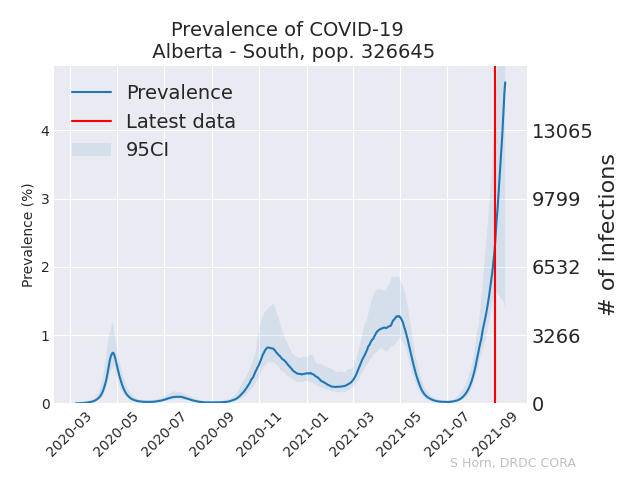 Prevalence of COVID-19
Alberta - South, pop. 326645
Prevalence
Latest data
95CI
Prevalence (%)
4
3
2
1
0
13065
9799
6532
3266
0
# of infections
2020-03
2020-05
2020-07
2020-09
2020-11
2021-01
2021-03
2021-05
2021-07
2021-09
S Horn, DRDC CORA